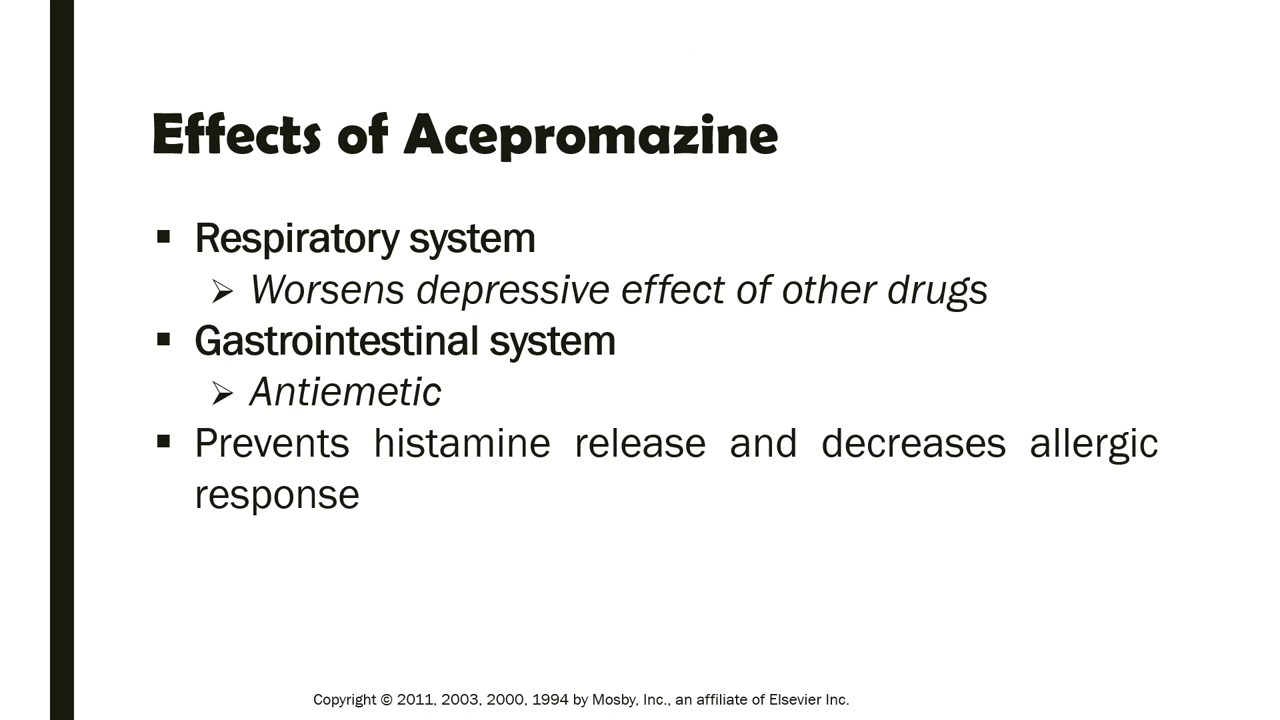 Effects of Acepromazine
▪ Respiratory system
➢ Worsens depressive effect of other drugs
▪ Gastrointestinal system
➢ Antiemetic
▪ Prevents histamine release and decreases allergic
response
Copyright © 2011, 2003, 2000, 1994 by Mosby, Inc., an affiliate of Elsevier Inc.